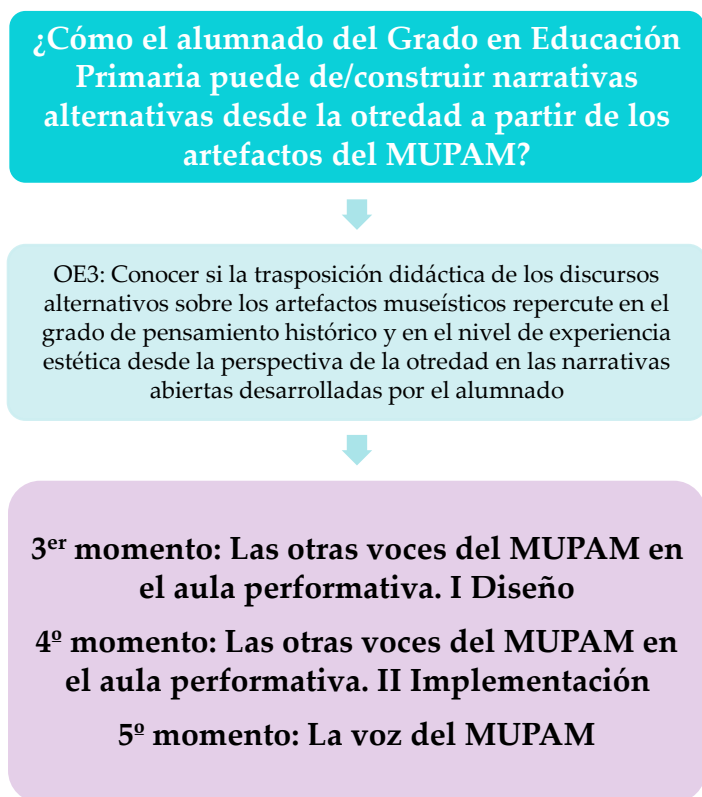 ¿Cómo el alumnado del Grado en Educación
Primaria puede de/construir narrativas
alternativas desde la otredad a partir de los
artefactos del MUPAM?
OE3: Conocer si la trasposición didáctica de los discursos
alternativos sobre los artefactos museísticos repercute en el
grado de pensamiento histórico y en el nivel de experiencia
estética desde la perspectiva de la otredad en las narrativas
abiertas desarrolladas por el alumnado
3er momento: Las otras voces del MUPAM en
el aula performativa. I Diseño
4º momento: Las otras voces del MUPAM en
el aula performativa. II Implementación
5º momento: La voz del MUPAM